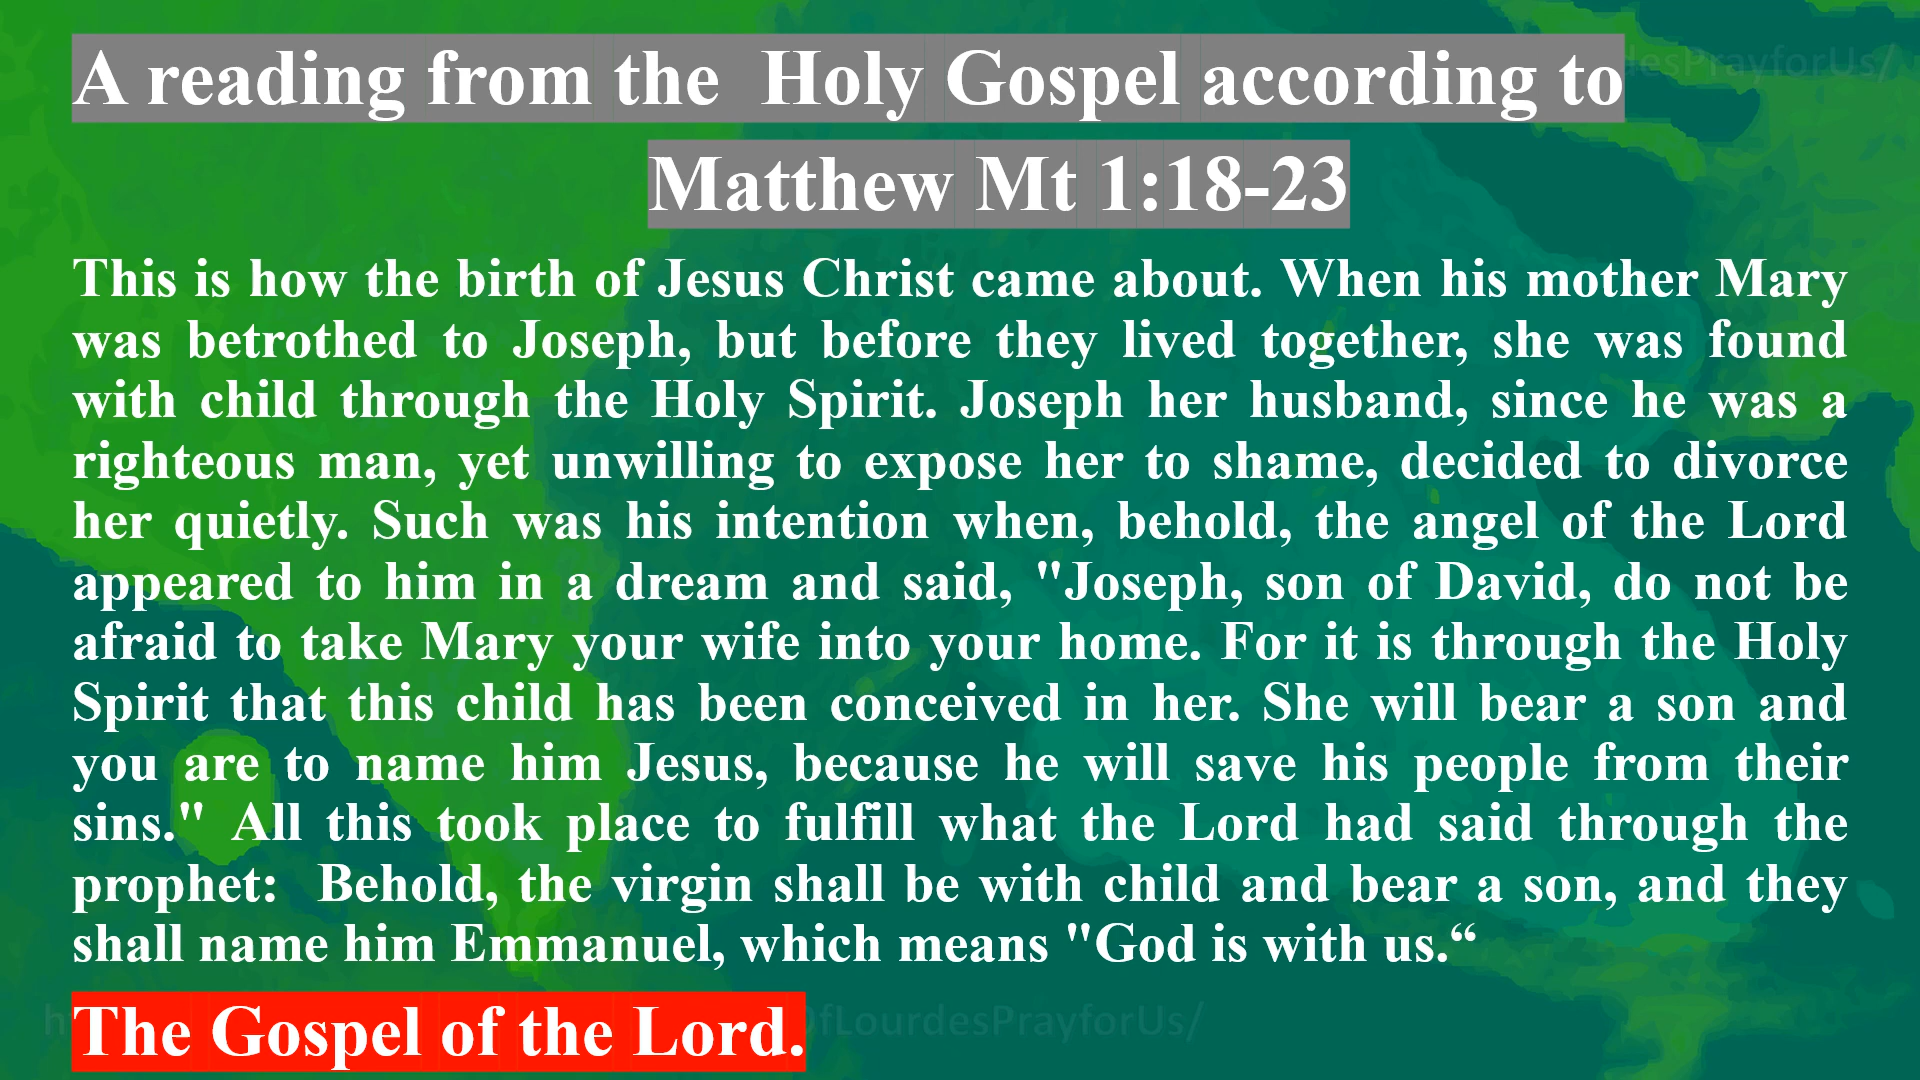 A reading from the  Holy Gospel according to
Matthew Mt 1:18-23
This is how the birth of Jesus Christ came about. When his mother Mary
was betrothed to Joseph, but before they lived together, she was found
with child through the Holy Spirit. Joseph her husband, since he was a
righteous man, yet unwilling to expose her to shame, decided to divorce
her quietly. Such was his intention when, behold, the angel of the Lord
appeared to him in a dream and said, "Joseph, son of David, do not be
afraid to take Mary your wife into your home. For it is through the Holy
Spirit that this child has been conceived in her. She will bear a son and
you are to name him Jesus, because he will save his people from their
sins." All this took place to fulfill what the Lord had said through the
prophet:  Behold, the virgin shall be with child and bear a son, and they
shall name him Emmanuel, which means "God is with us.“
The Gospel of the Lord.
fLourdesPrayforUs/